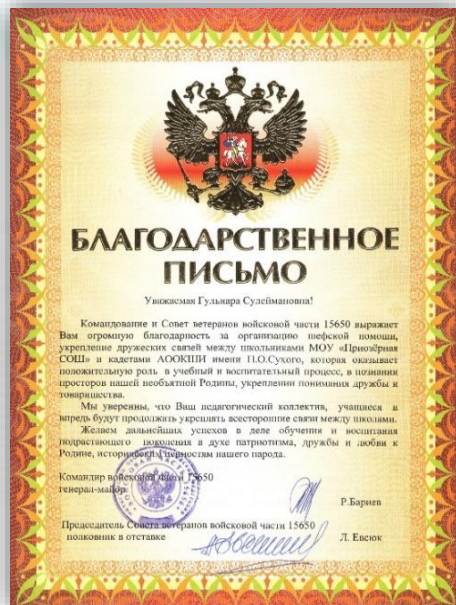 БЛАГОДАРСТВЕННОЕ
ПИСЬМО
Уважаемая Гульнара Сулеймановна!
Командование и Совет ветеранов войсковой части 15650 выражает
Вам огромную благодарность за организацию шефской помощи,
укрепление дружеских связей между школьниками МОУ «Приозёрная
СОШ» и кадетами АООКШИ имени П.О.Сухого, которая оказывает
положительную роль в учебный и воспитательный процесс, в познании
просторов нашей необъятной Родины, укреплении понимания дружбы и
товарищества.
Мы уверенны, что Ваш педагогический коллектив, учащиеся и
впредь будут продолжать укреплять всесторонние связи между школами.
Желаем дальнейших успехов в деле обучения и воспитания
подрастающего поколения в духе патриотизма, дружбы и любви к
Родине, историческим ценностям нашего народа.
Командир войсковой части 15650
генерал-майор
Р.Бариев
Председатель Совета ветеранов войсковой части 15650
полковник в отставке
Л. Евсюк